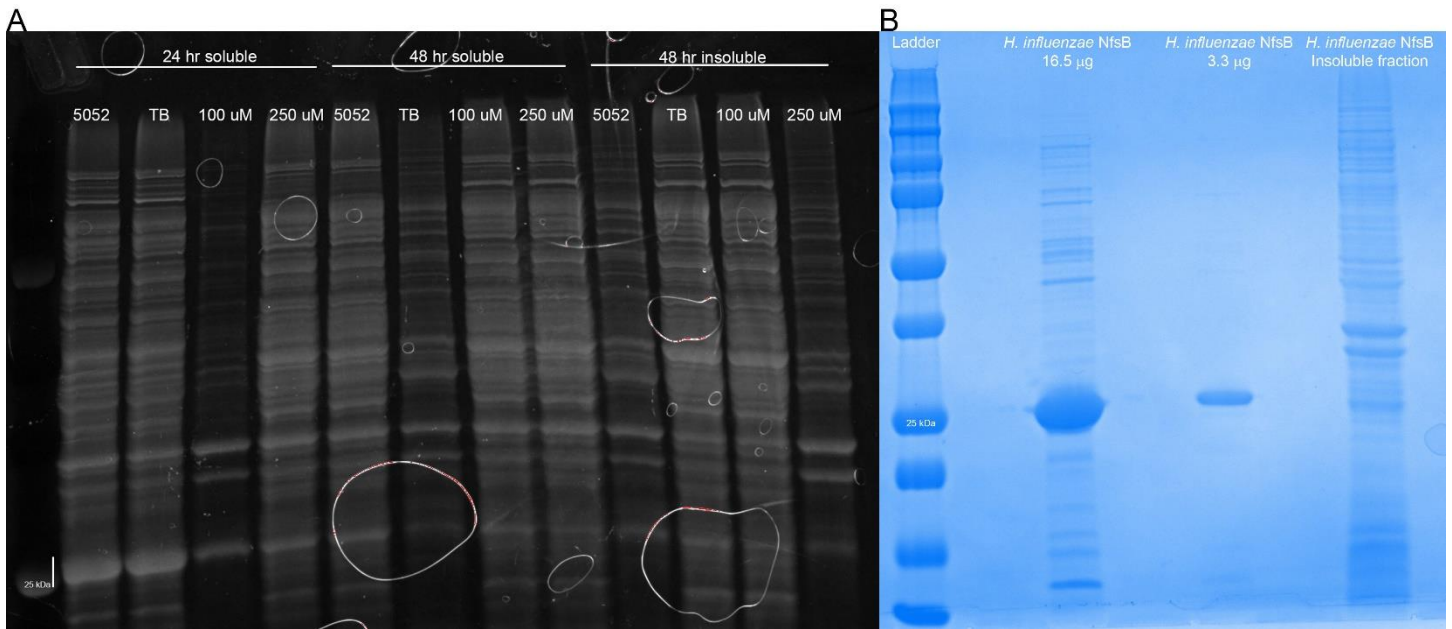 A
24 hr soluble
48 hr soluble
48 hr insoluble
5052 TB 100 uM 250 uM 5052 TB 100 uM 250 uM 5052 TB 100 uM 250 uM
25 kDa
B
Ladder
H. influenzae NfsB
16.5 μg
H. influenzae NfsB
3.3 μg
H. influenzae NfsB
Insoluble fraction
25 kDa